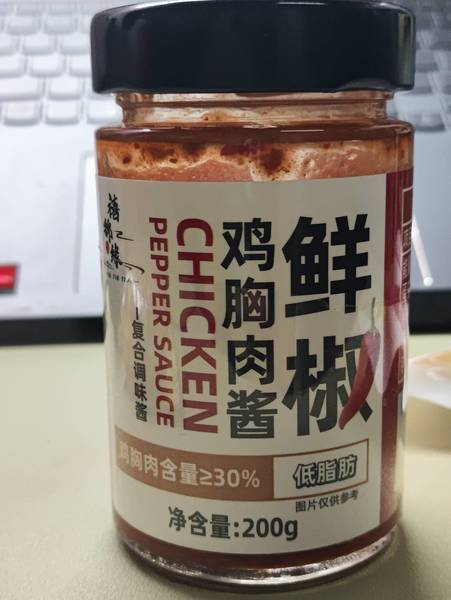 鲜椒
鸡胸肉酱
CHICKEN
PEPPER SAUCE
复合调味酱
鸡胸肉含量≥30%
低脂肪
图片仅供参考
净含量:200g